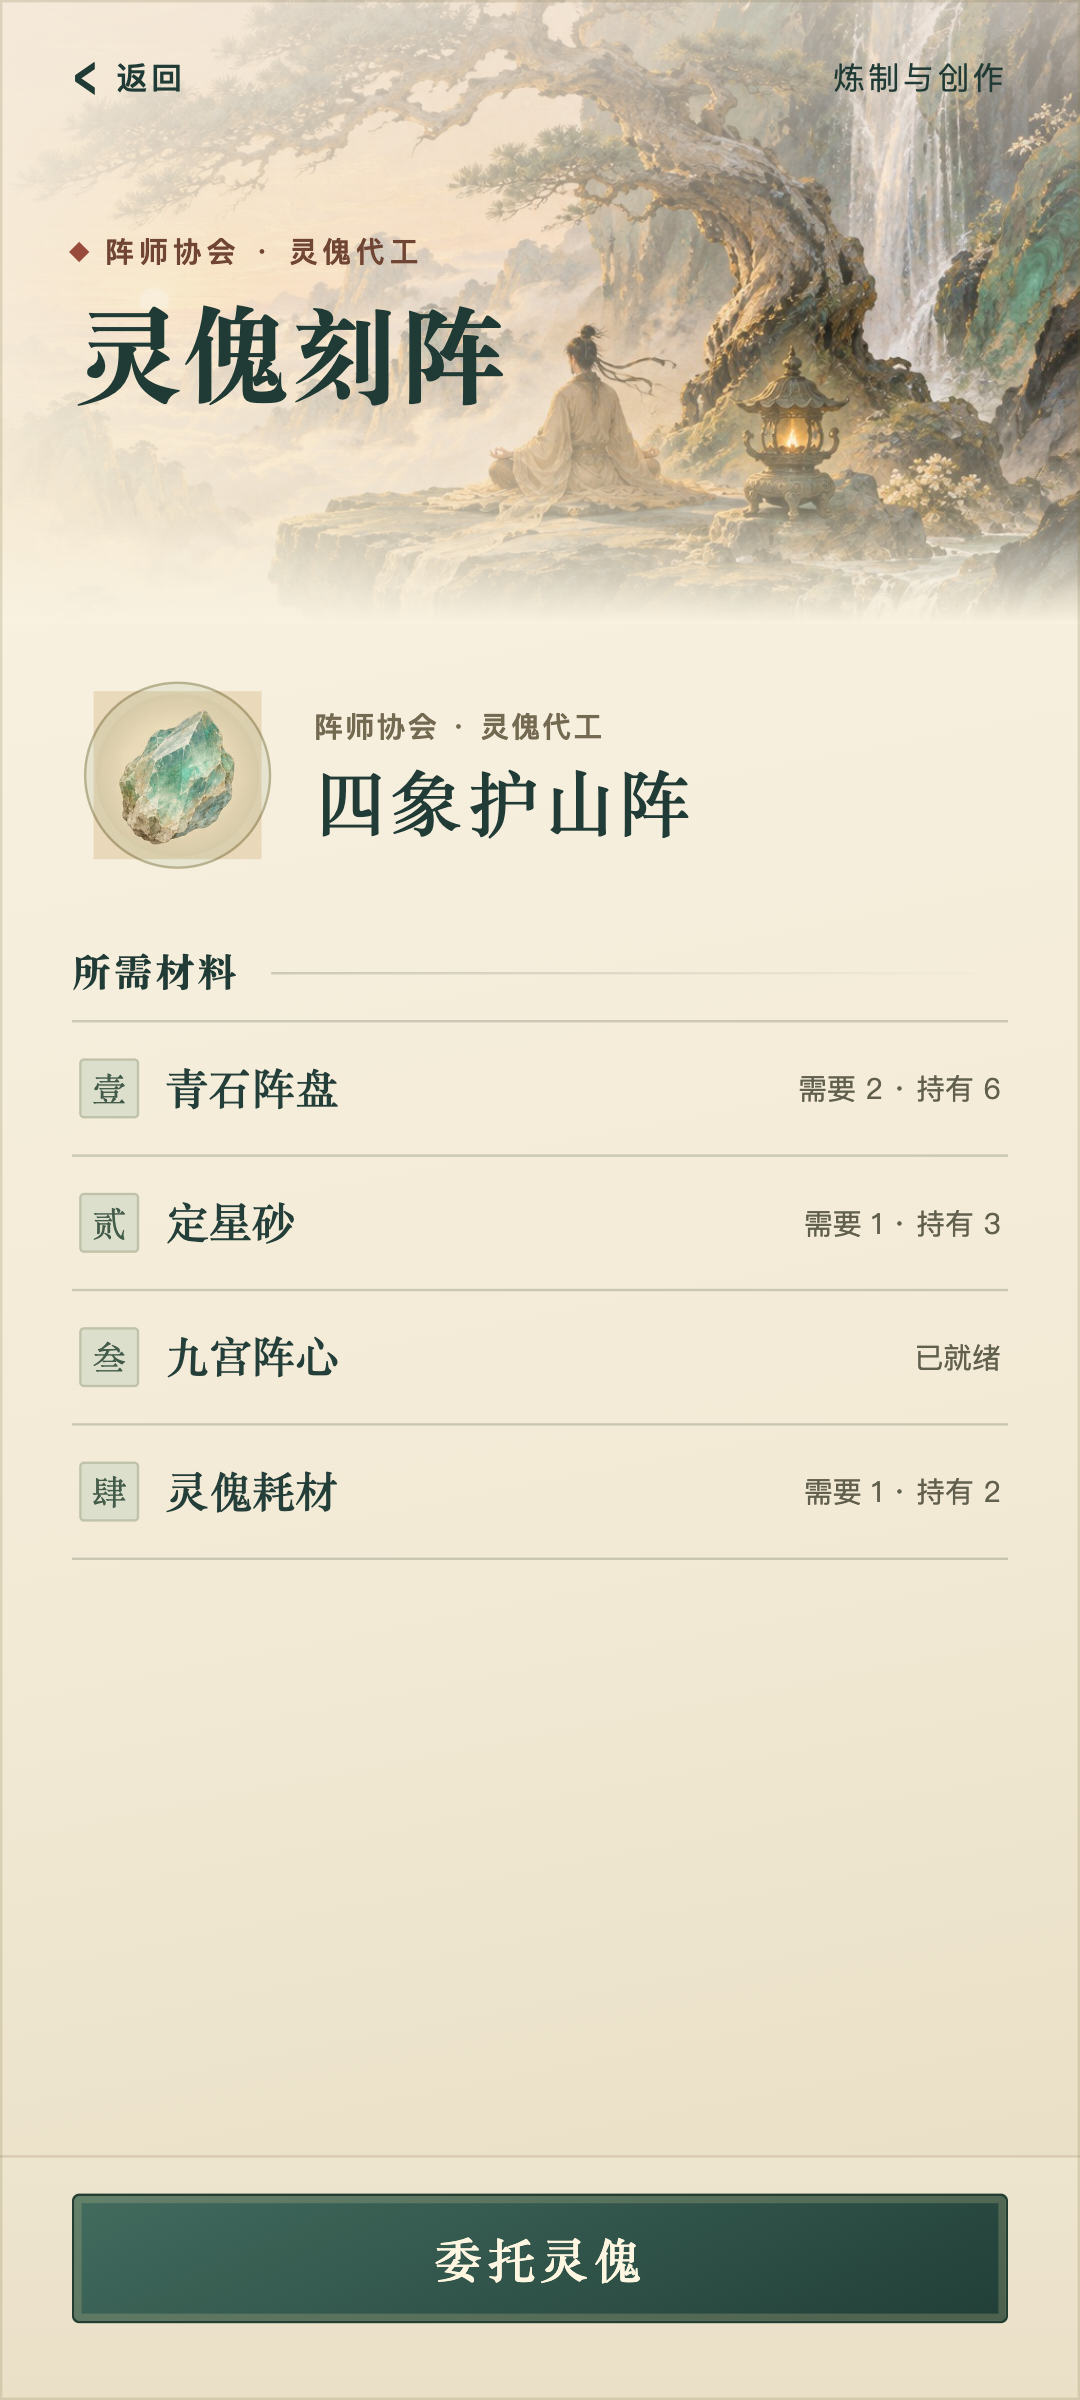 返回
炼制与创作
阵师协会 · 灵傀代工
灵傀刻阵
阵师协会 · 灵傀代工
四象护山阵
所需材料
壹 青石阵盘 需要 2 · 持有 6
贰 定星砂 需要 1 · 持有 3
叁 九宫阵心 已就绪
肆 灵傀耗材 需要 1 · 持有 2
委托灵傀